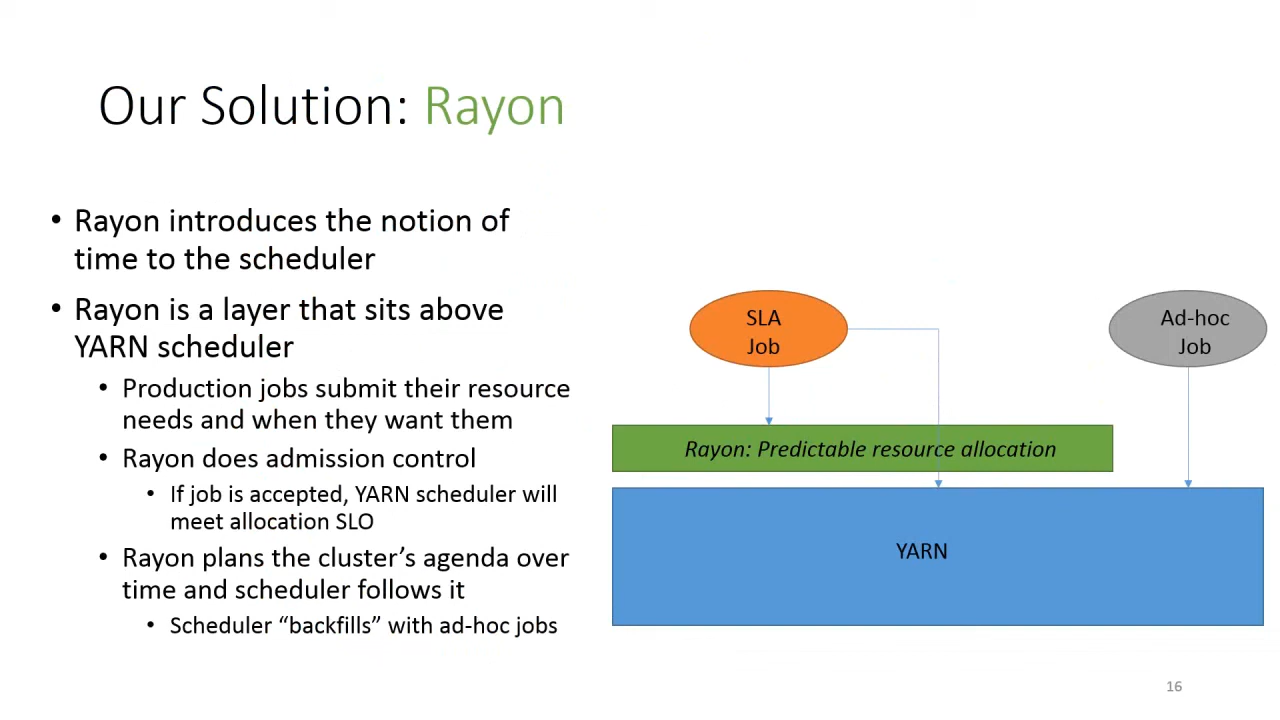 Our Solution: Rayon
• Rayon introduces the notion of
time to the scheduler
• Rayon is a layer that sits above
YARN scheduler
• Production jobs submit their resource
needs and when they want them
• Rayon does admission control
• If job is accepted, YARN scheduler will
meet allocation SLO
• Rayon plans the cluster’s agenda over
time and scheduler follows it
• Scheduler “backfills” with ad-hoc jobs
SLA
Job
Ad-hoc
Job
Rayon: Predictable resource allocation
YARN
16